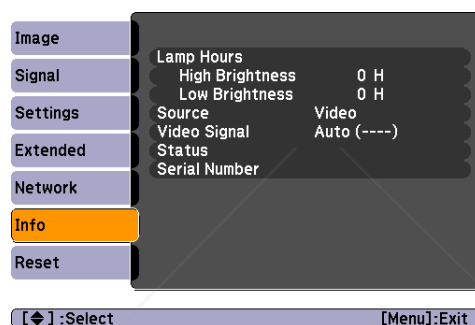 Image
Signal
Settings
Extended
Network
Info
Reset
Lamp Hours
High Brightness 0 H
Low Brightness 0 H
Source Video
Video Signal Auto (----)
Status
Serial Number
[◆] :Select [Menu]:Exit